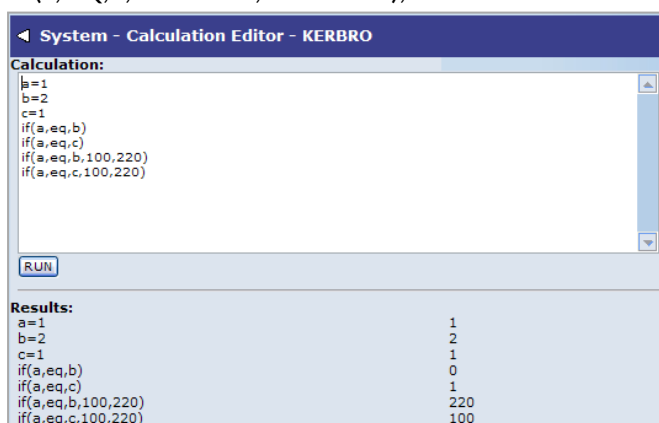 System - Calculation Editor - KERBRO
Calculation:
a=1
b=2
c=1
if(a,eq,b)
if(a,eq,c)
if(a,eq,b,100,220)
if(a,eq,c,100,220)
RUN
Results:
a=1 1
b=2 2
c=1 1
if(a,eq,b) 0
if(a,eq,c) 1
if(a,eq,b,100,220) 220
if(a,eq,c,100,220) 100